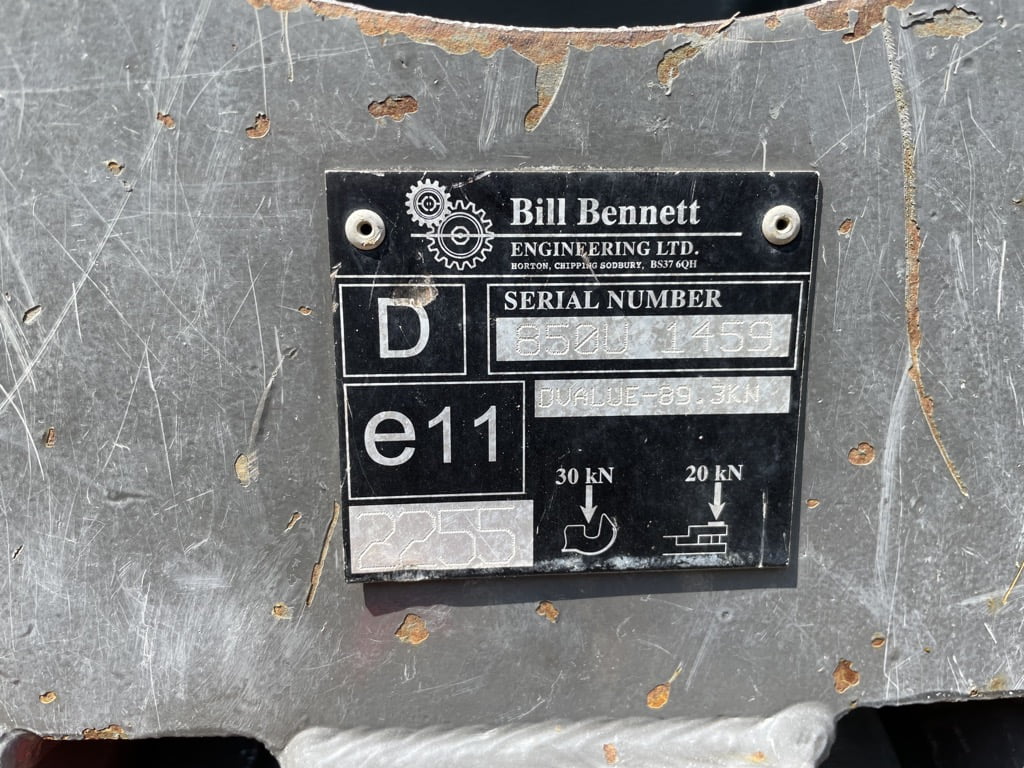 Bill Bennett
ENGINEERING LTD.
HORTON, CHIPPING SODBURY, BS37 6QH
D
SERIAL NUMBER
850U 1459
DVALUE-89.3KN
e11
30 kN
20 kN
2255